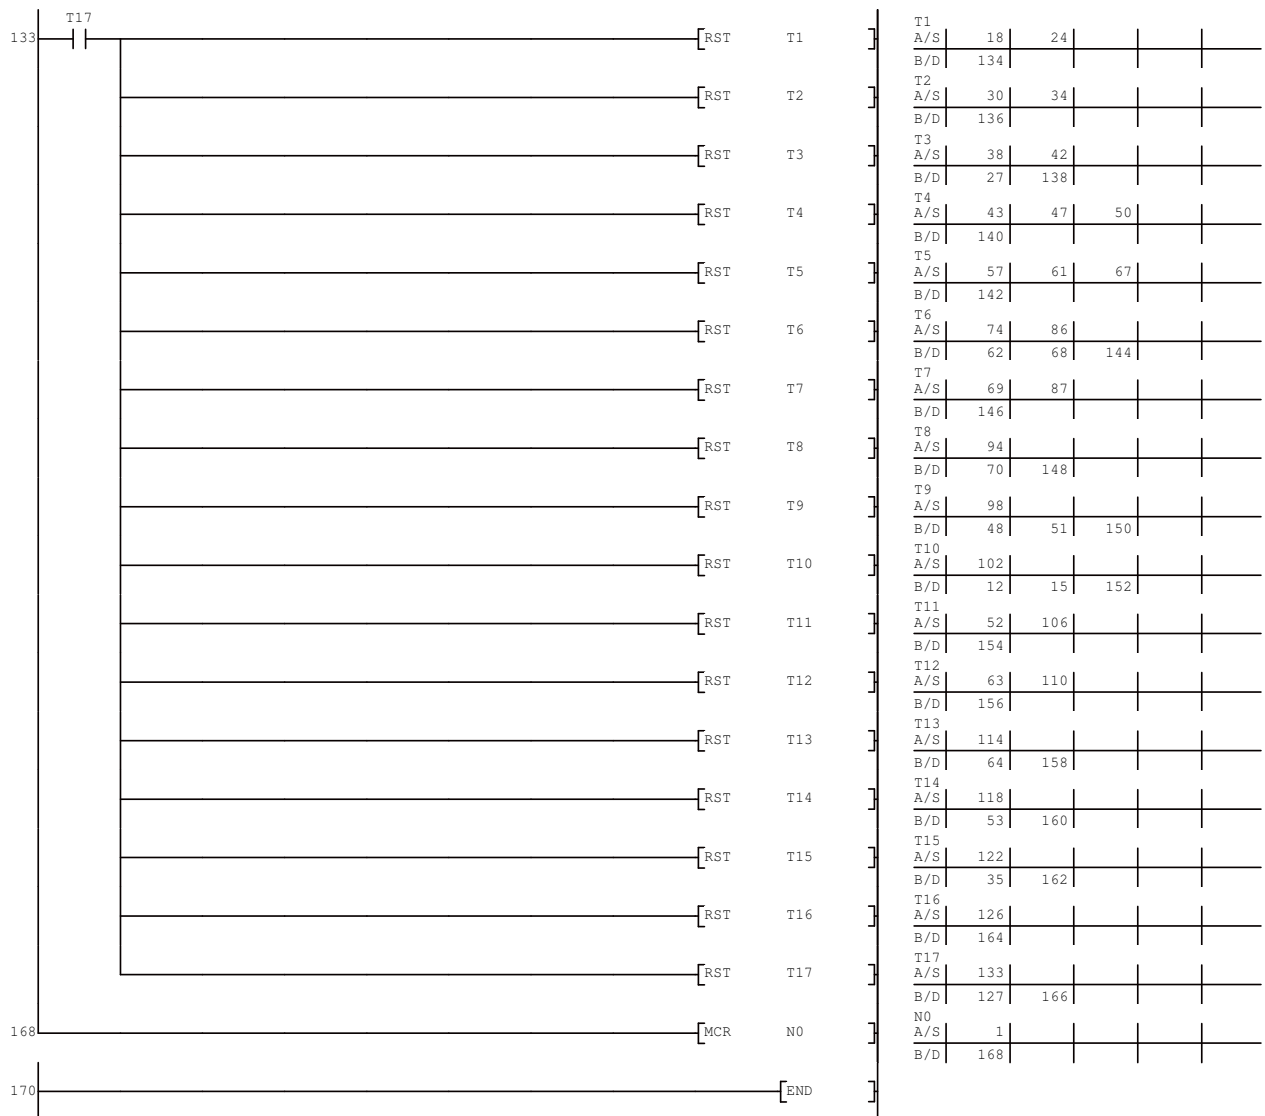 T17
133 RST T1
T1
A/S 18 24
B/D 134
RST T2
T2
A/S 30 34
B/D 136
RST T3
T3
A/S 38 42
B/D 27 138
RST T4
T4
A/S 43 47 50
B/D 140
RST T5
T5
A/S 57 61 67
B/D 142
RST T6
T6
A/S 74 86
B/D 62 68 144
RST T7
T7
A/S 69 87
B/D 146
RST T8
T8
A/S 94
B/D 70 148
RST T9
T9
A/S 98
B/D 48 51 150
RST T10
T10
A/S 102
B/D 12 15 152
RST T11
T11
A/S 52 106
B/D 154
RST T12
T12
A/S 63 110
B/D 156
RST T13
T13
A/S 114
B/D 64 158
RST T14
T14
A/S 118
B/D 53 160
RST T15
T15
A/S 122
B/D 35 162
RST T16
T16
A/S 126
B/D 164
RST T17
T17
A/S 133
B/D 127 166
168 MCR N0
N0
A/S 1
B/D 168
170 END